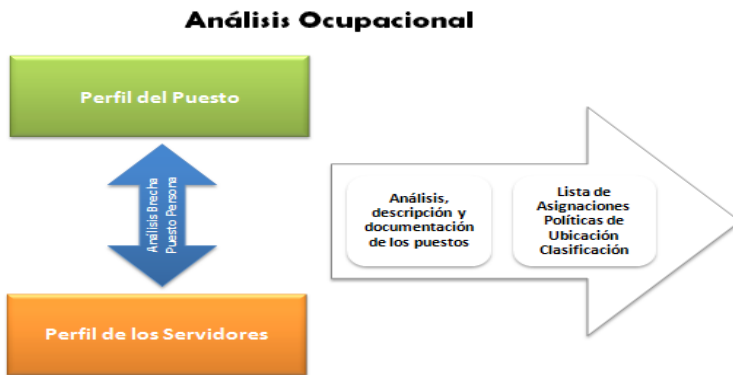 Análisis Ocupacional
Perfil del Puesto
Análisis Brecha
Puesto Persona
Perfil de los Servidores
Análisis,
descripción y
documentación
de los puestos
Lista de
Asignaciones
Políticas de
Ubicación
Clasificación